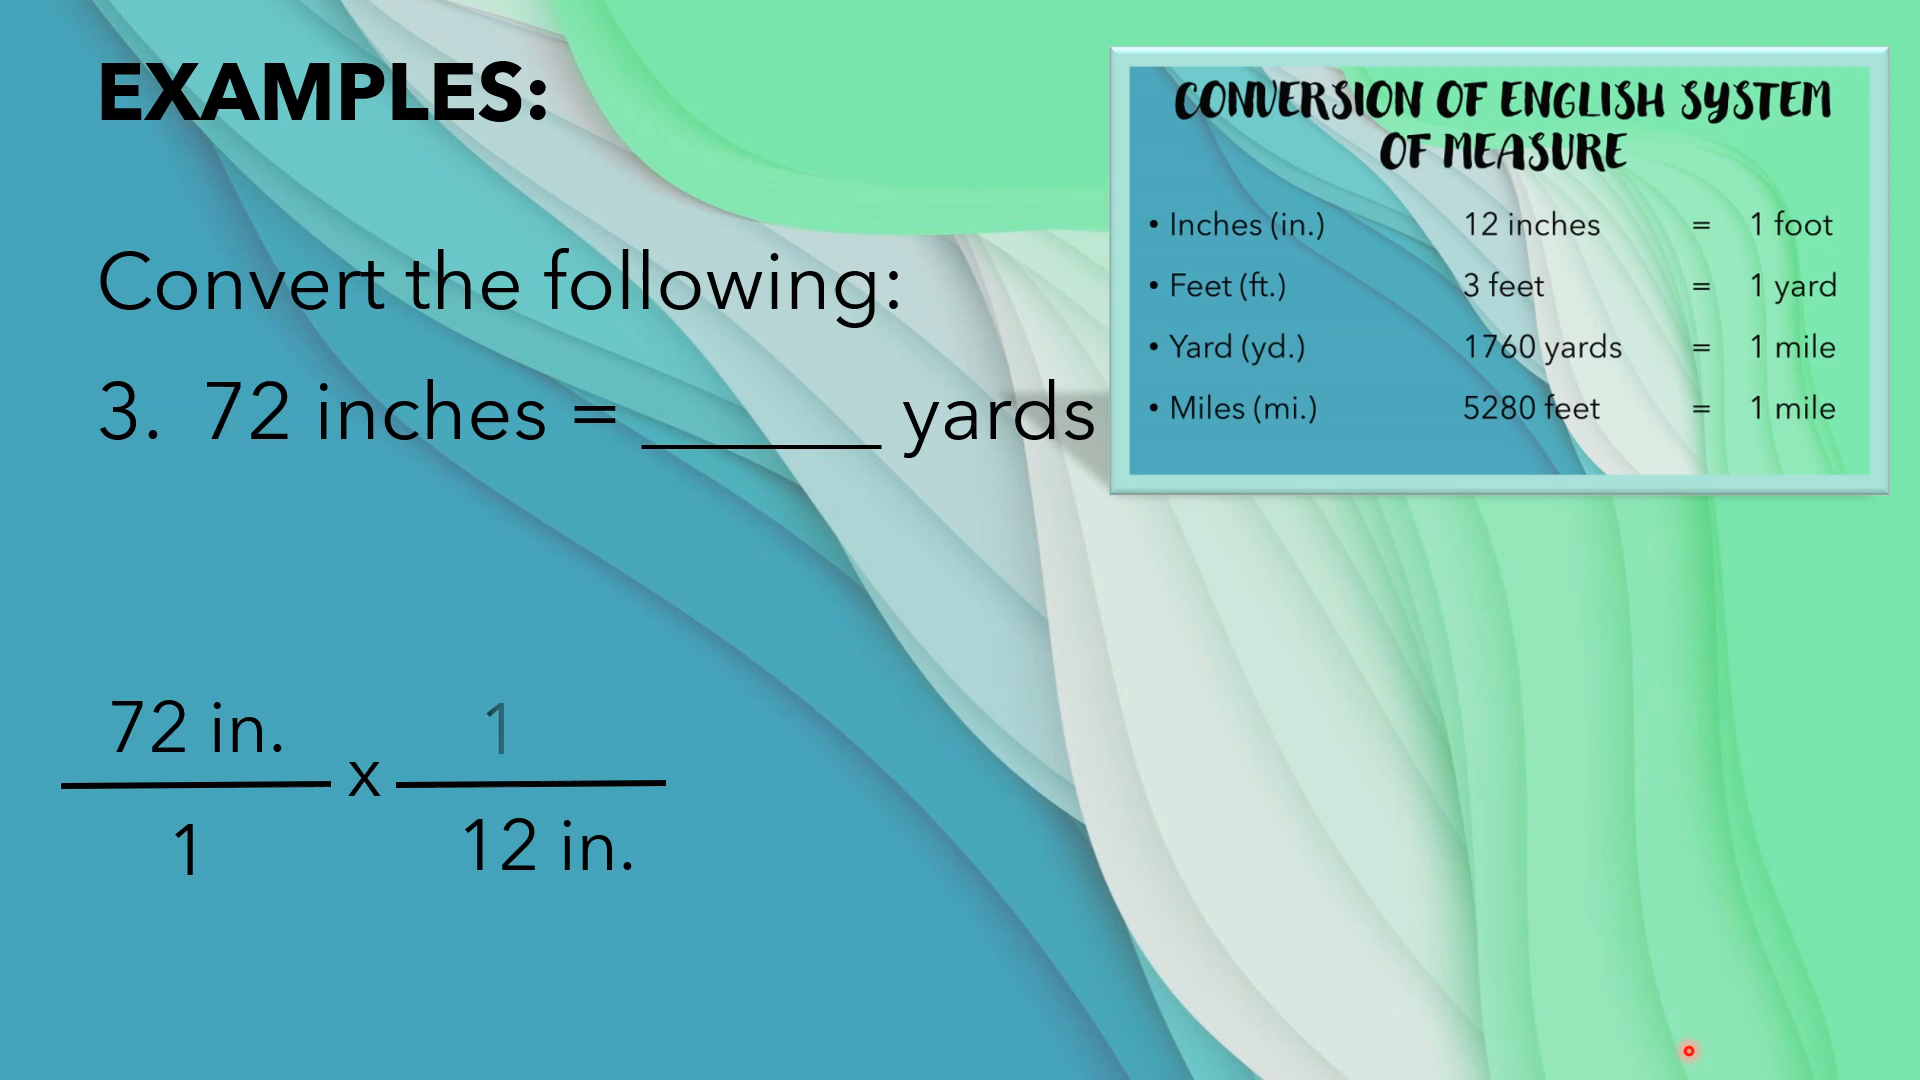 EXAMPLES:
Convert the following:
3. 72 inches = ______ yards
CONVERSION OF ENGLISH SYSTEM
OF MEASURE
• Inches (in.) 12 inches = 1 foot
• Feet (ft.) 3 feet = 1 yard
• Yard (yd.) 1760 yards = 1 mile
• Miles (mi.) 5280 feet = 1 mile
72 in. 1
x
1 12 in.